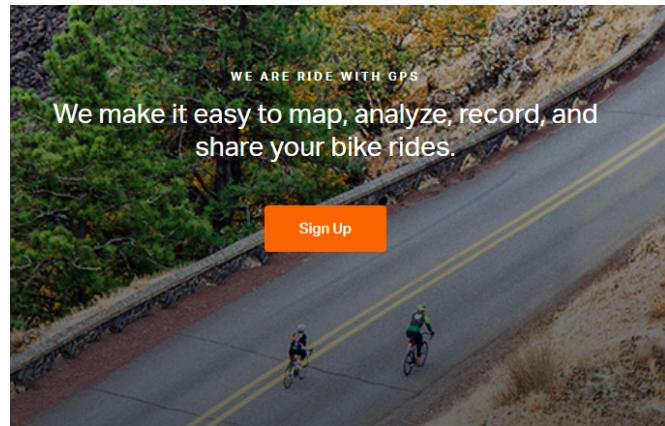 WE ARE RIDE WITH GPS
We make it easy to map, analyze, record, and
share your bike rides.
Sign Up